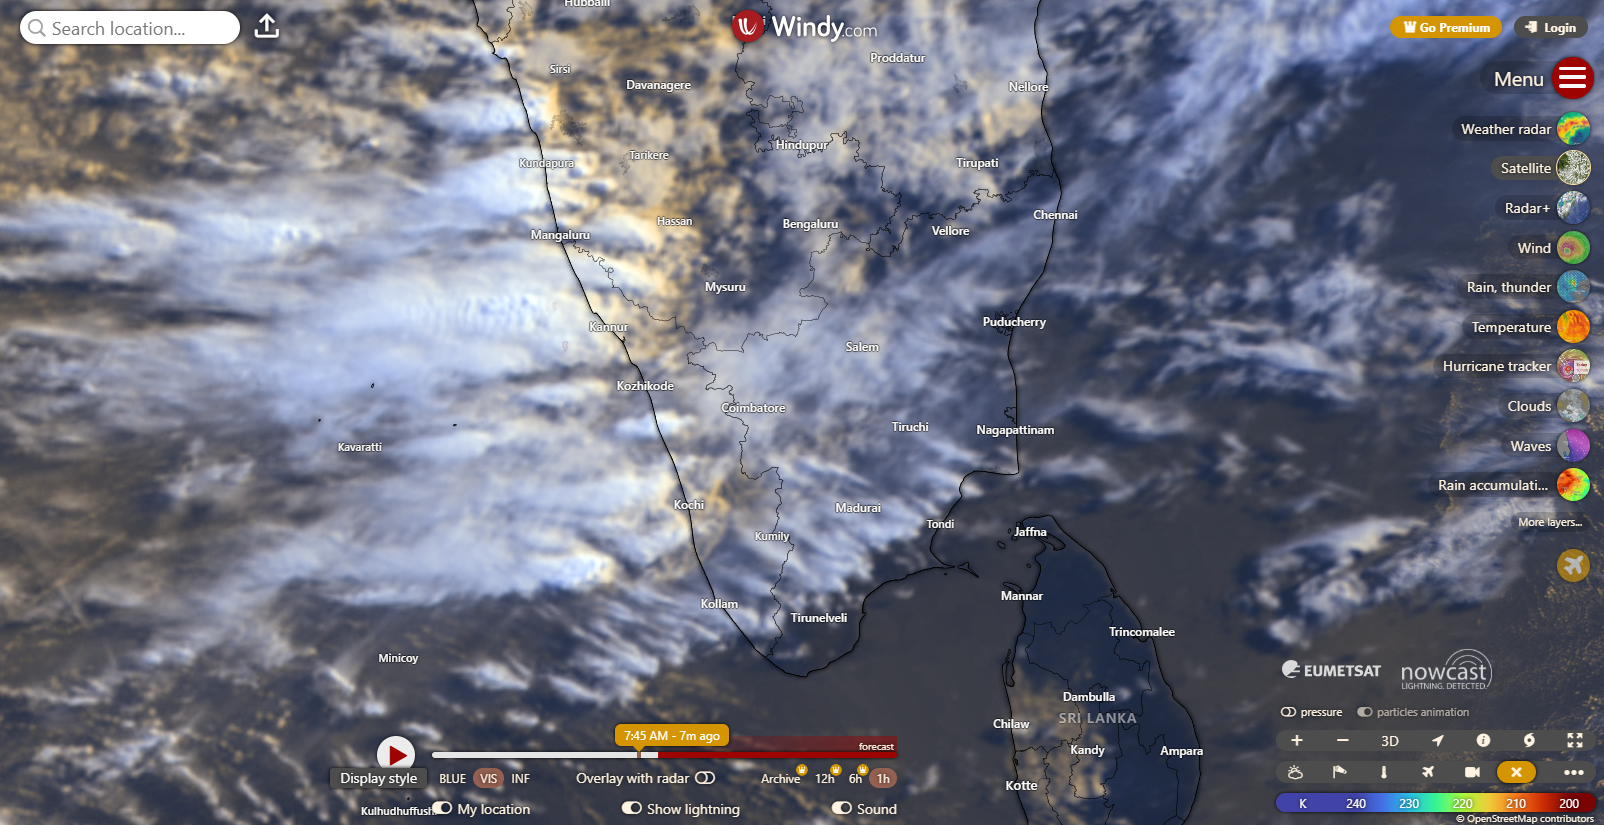 Hubballi
Search location...
Windy.com
Go Premium
Login
Sirsi
Davanagere
Proddatur
Nellore
Menu
Weather radar
Kundapura
Tarikere
Hindupur
Tirupati
Satellite
Radar+
Hassan
Bengaluru
Vellore
Chennai
Mangaluru
Wind
Mysuru
Rain, thunder
Kannur
Puducherry
Temperature
Salem
Hurricane tracker
Kozhikode
Coimbatore
Clouds
Tiruchi
Nagapattinam
Kavaratti
Waves
Rain accumulati...
Kochi
Madurai
Tondi
Jaffna
More layers...
Kumily
Mannar
Kollam
Tirunelveli
Trincomalee
Minicoy
EUMETSAT
nowcast
LIGHTNING. DETECTED.
Dambulla
pressure
particles animation
SRI LANKA
Chilaw
7:45 AM - 7m ago
forecast
Kandy
Ampara
+
−
3D
Display style
BLUE
VIS
INF
Overlay with radar
Archive
12h
6h
1h
Kotte
Kulhudhuffush
My location
Show lightning
Sound
K 240 230 220 210 200
© OpenStreetMap contributors